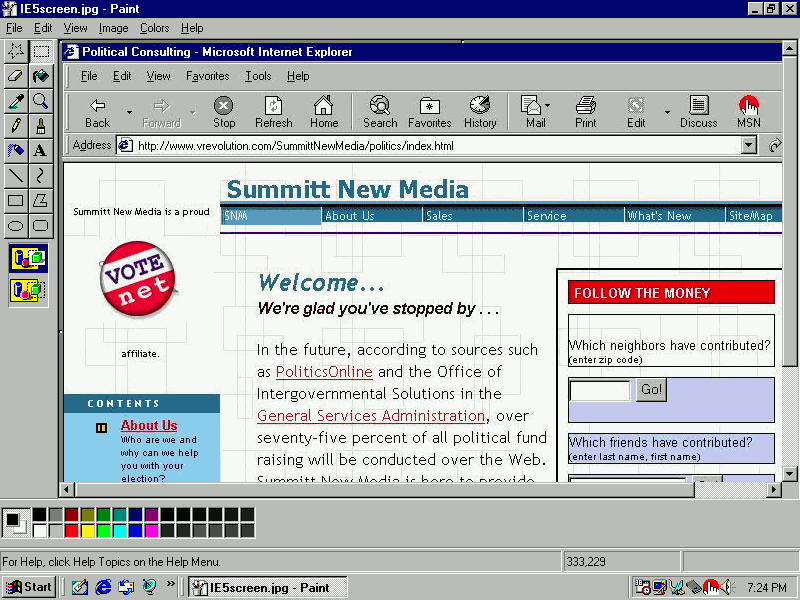 IE5screen.jpg - Paint
File Edit View Image Colors Help
Political Consulting - Microsoft Internet Explorer
File Edit View Favorites Tools Help
Back Forward Stop Refresh Home Search Favorites History Mail Print Edit Discuss MSN
Address http://www.vrevolution.com/SummittNewMedia/politics/index.html
Summitt New Media
Summitt New Media is a proud
SNM About Us Sales Service What's New SiteMap
VOTE
net
affiliate.
CONTENTS
About Us
Who are we and
why can we help
you with your
election?
Welcome...
We're glad you've stopped by . . .
In the future, according to sources such
as PoliticsOnline and the Office of
Intergovernmental Solutions in the
General Services Administration, over
seventy-five percent of all political fund
raising will be conducted over the Web.
Summitt New Media is here to provide
FOLLOW THE MONEY
Which neighbors have contributed?
(enter zip code)
Go!
Which friends have contributed?
(enter last name, first name)
For Help, click Help Topics on the Help Menu.
333,229
Start
IE5screen.jpg - Paint
7:24 PM